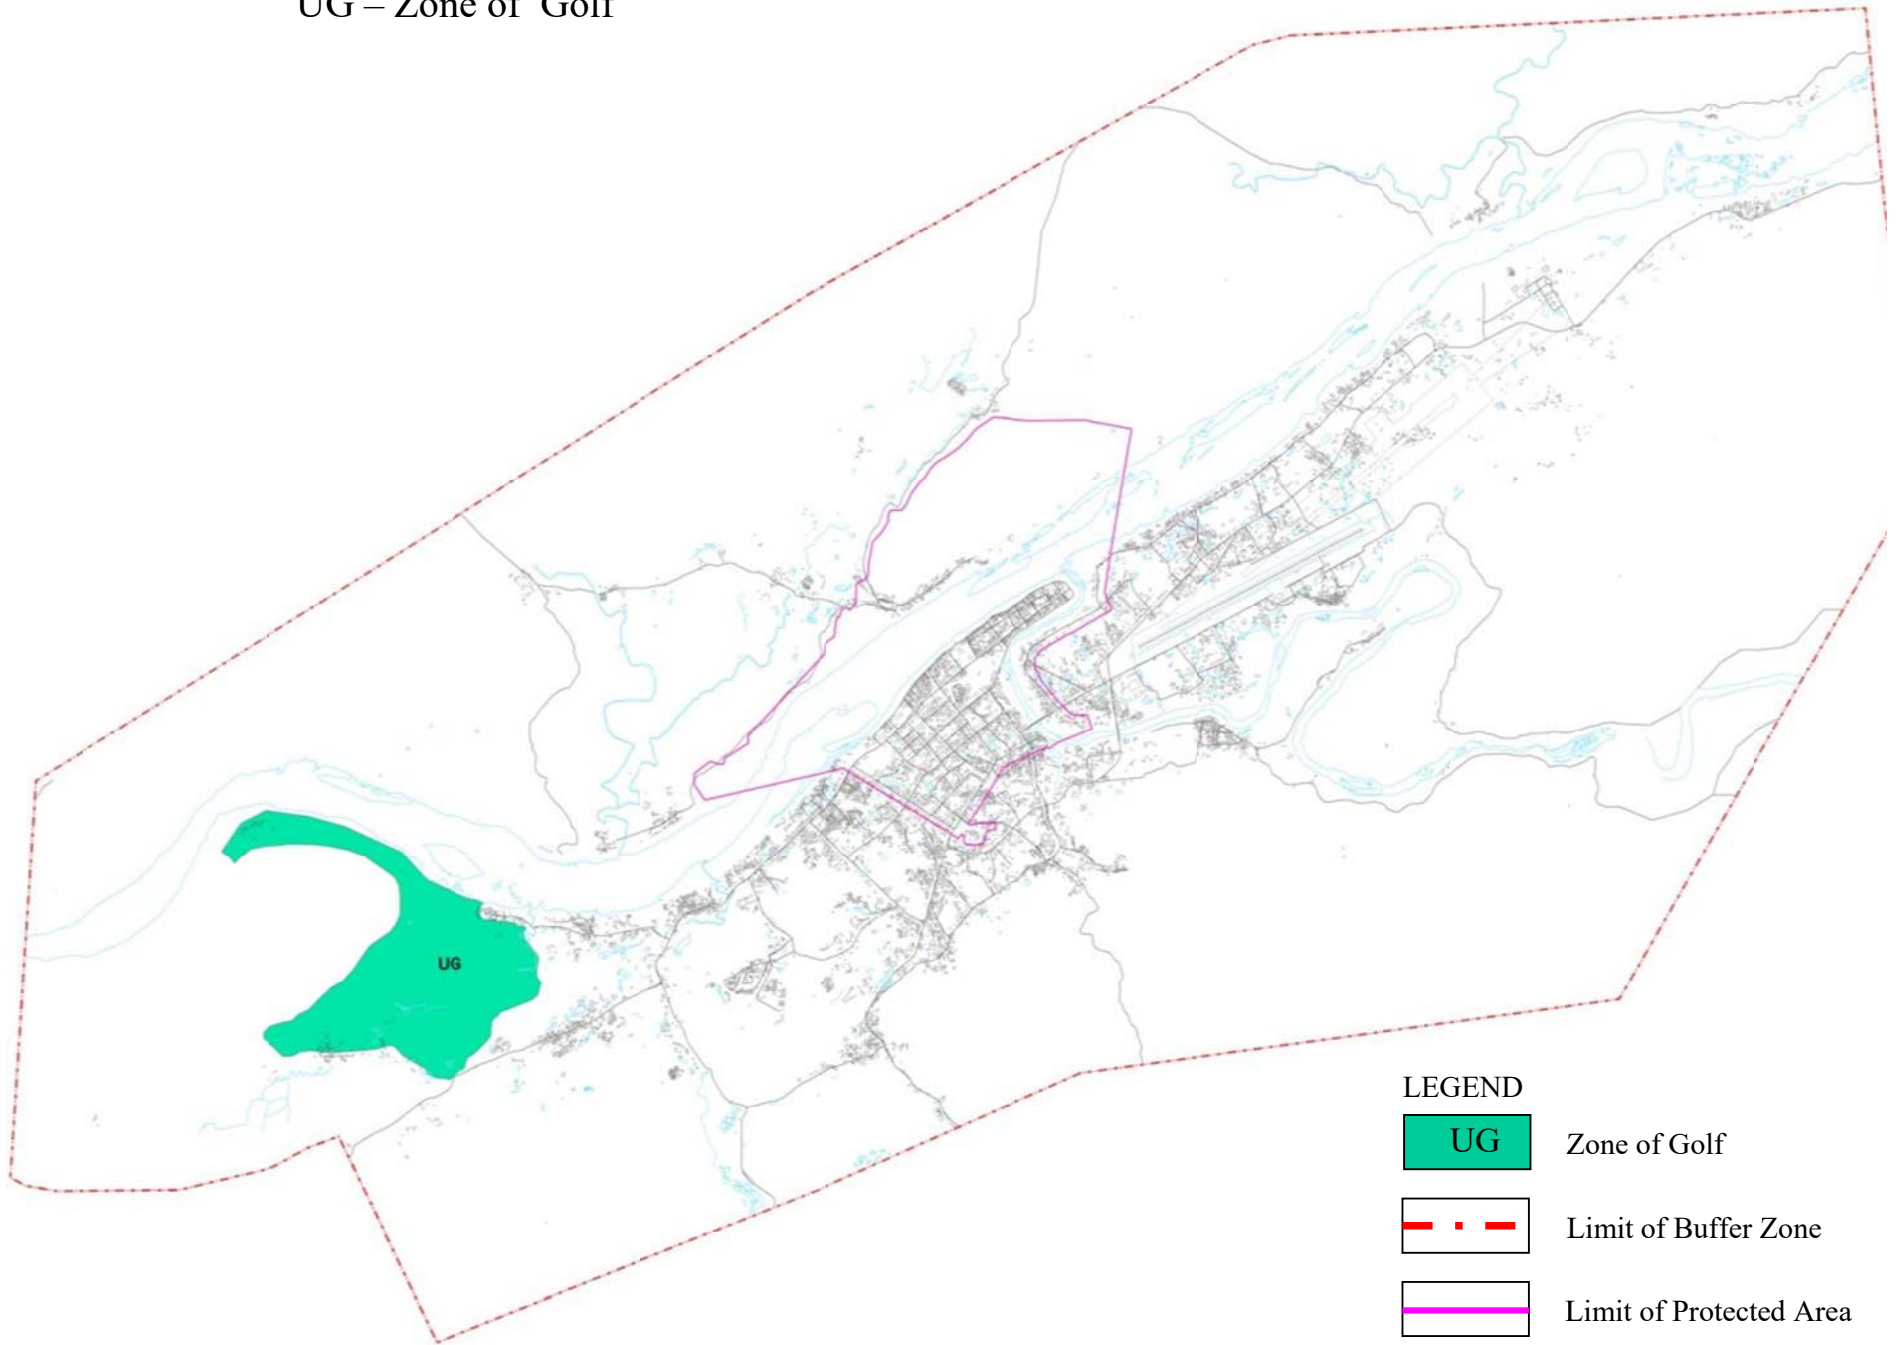 UG – Zone of Golf
UG
LEGEND
UG Zone of Golf
Limit of Buffer Zone
Limit of Protected Area